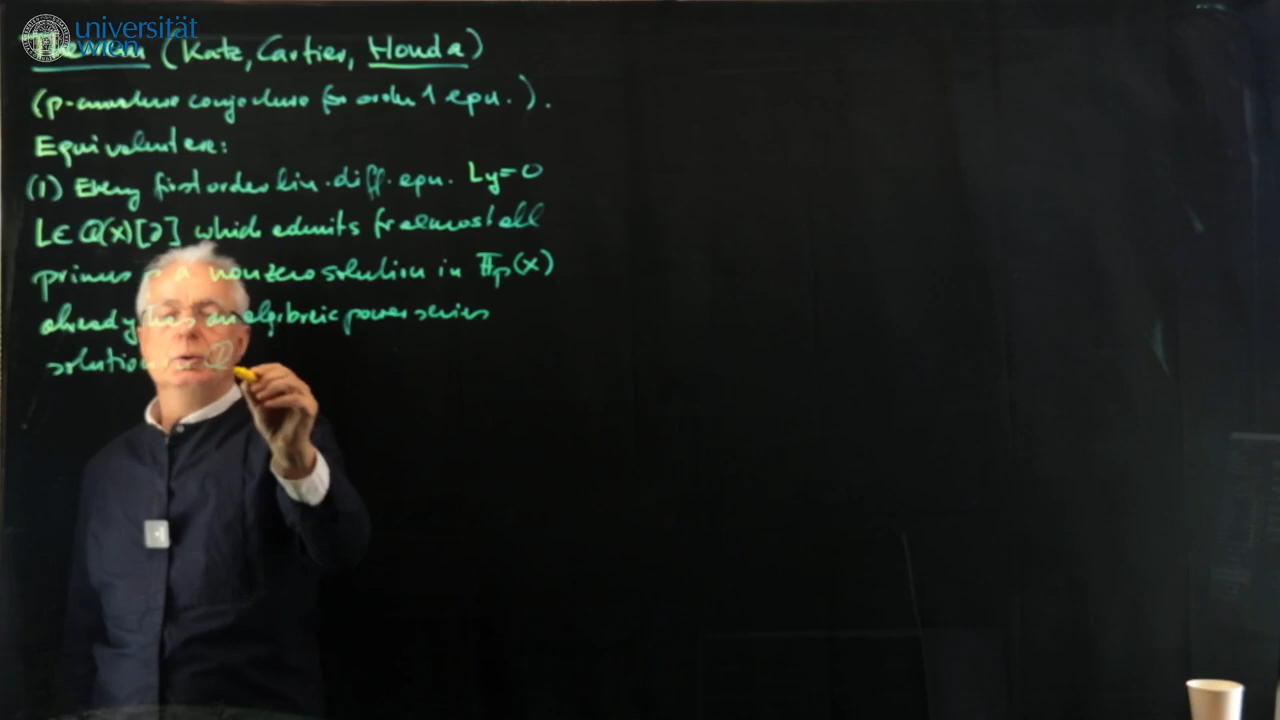 universität
wien
Theorem (Katz, Cartier, Honda)
(p-curvature conjecture for order 1 equ.).
Equivalent are:
(1) Every first order lin. diff. equ. Ly=0
L∈ Q(x)[∂] which admits for almost all
primes p a nonzero solution in 𝔽p(x)
already has an algebraic power series
solution